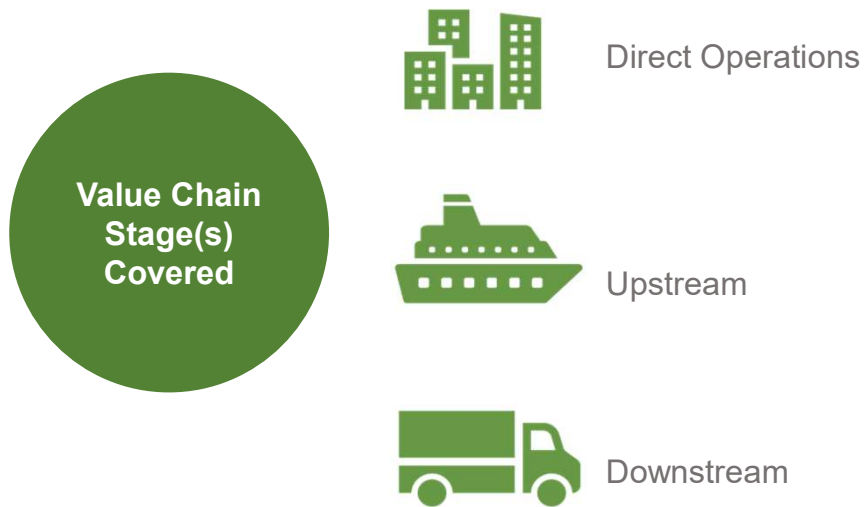 Value Chain
Stage(s)
Covered
Direct Operations
Upstream
Downstream